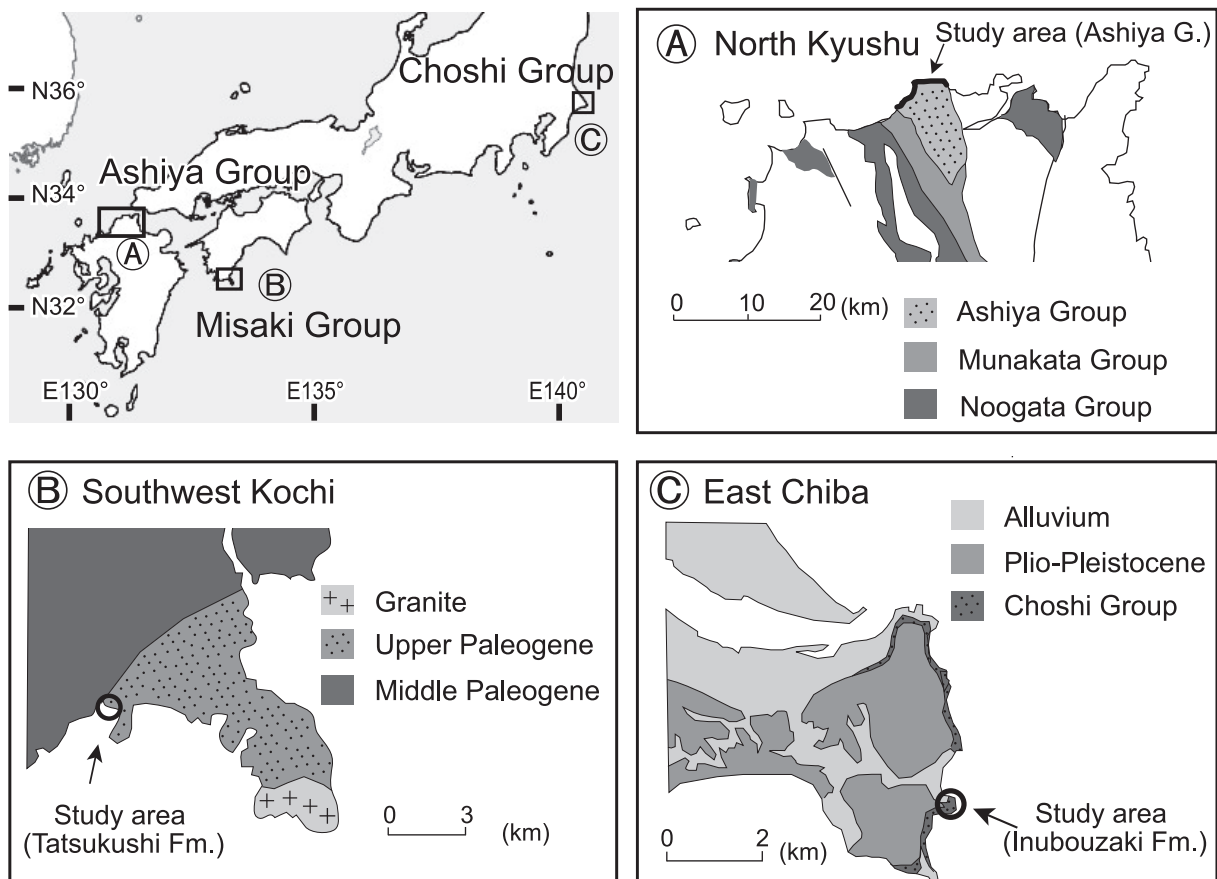 Choshi Group
N36°
Ⓒ
Ashiya Group
N34°
Ⓐ
Ⓑ
N32°
Misaki Group
E130°
E135°
E140°
Ⓐ North Kyushu
Study area (Ashiya G.)
0 10 20 (km)
Ashiya Group
Munakata Group
Noogata Group
Ⓑ Southwest Kochi
Granite
Upper Paleogene
Middle Paleogene
Study area
(Tatsukushi Fm.)
0 3
(km)
Ⓒ East Chiba
Alluvium
Plio-Pleistocene
Choshi Group
Study area
(Inubouzaki Fm.)
0 2
(km)